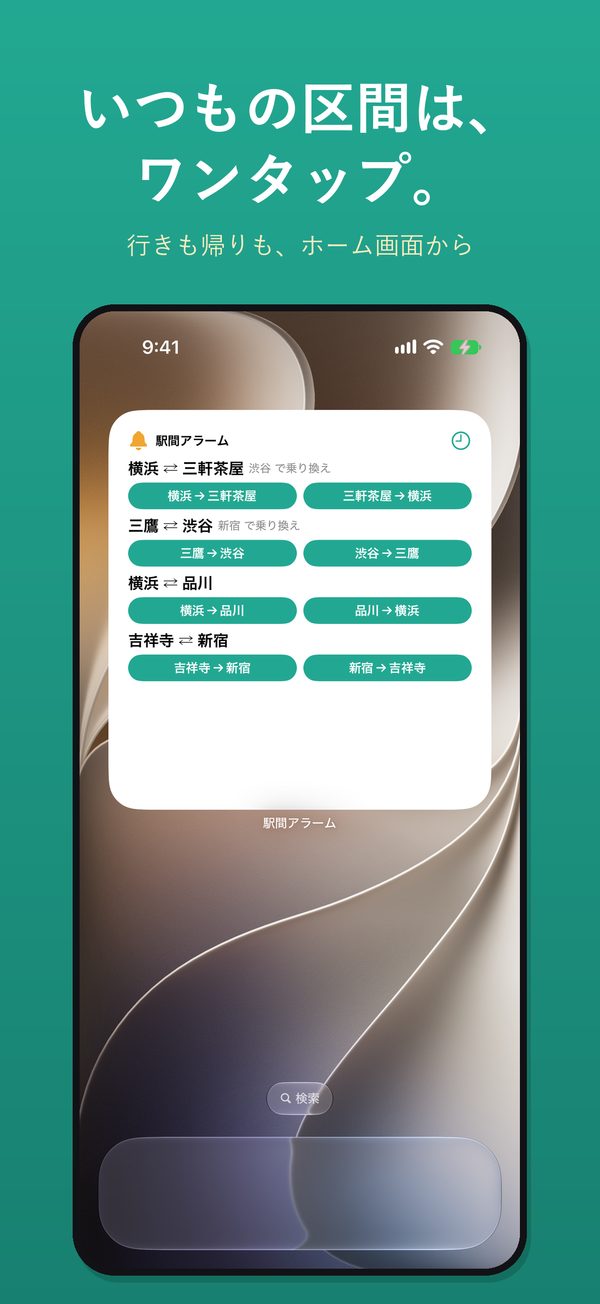 いつもの区間は、
ワンタップ。
行きも帰りも、ホーム画面から
9:41
駅間アラーム
横浜 ⇄ 三軒茶屋 渋谷 で乗り換え
横浜→三軒茶屋 三軒茶屋→横浜
三鷹 ⇄ 渋谷 新宿 で乗り換え
三鷹→渋谷 渋谷→三鷹
横浜 ⇄ 品川
横浜→品川 品川→横浜
吉祥寺 ⇄ 新宿
吉祥寺→新宿 新宿→吉祥寺
駅間アラーム
検索